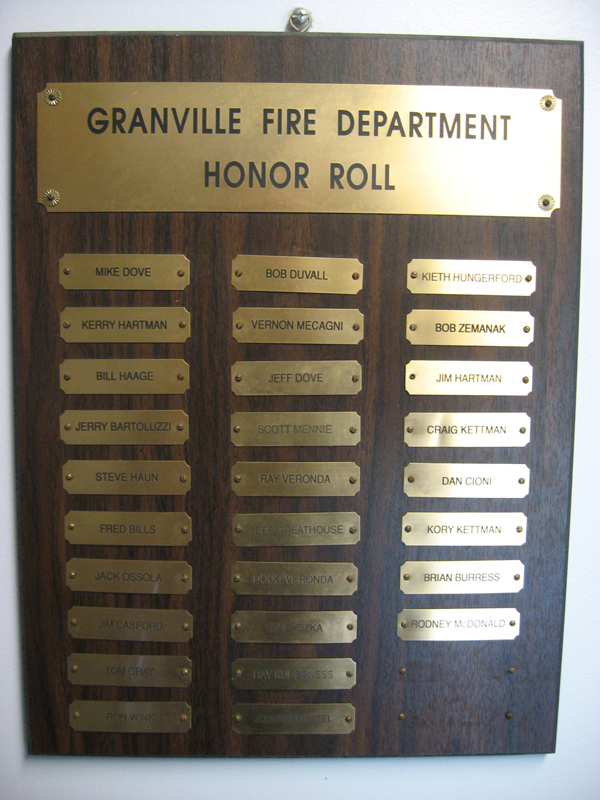 GRANVILLE FIRE DEPARTMENT
HONOR ROLL
MIKE DOVE
KERRY HARTMAN
BILL HAAGE
JERRY BARTOLUZZI
STEVE HAUN
FRED BILLS
JACK OSSOLA
JIM CASFORD
TOM GRAY
RON WINK
BOB DUVALL
VERNON MECAGNI
JEFF DOVE
SCOTT MENNIE
RAY VERONDA
JEFF GREATHOUSE
DOUG VERONDA
RAY
KIETH HUNGERFORD
BOB ZEMANAK
JIM HARTMAN
CRAIG KETTMAN
DAN CIONI
KORY KETTMAN
BRIAN BURRESS
RODNEY McDONALD